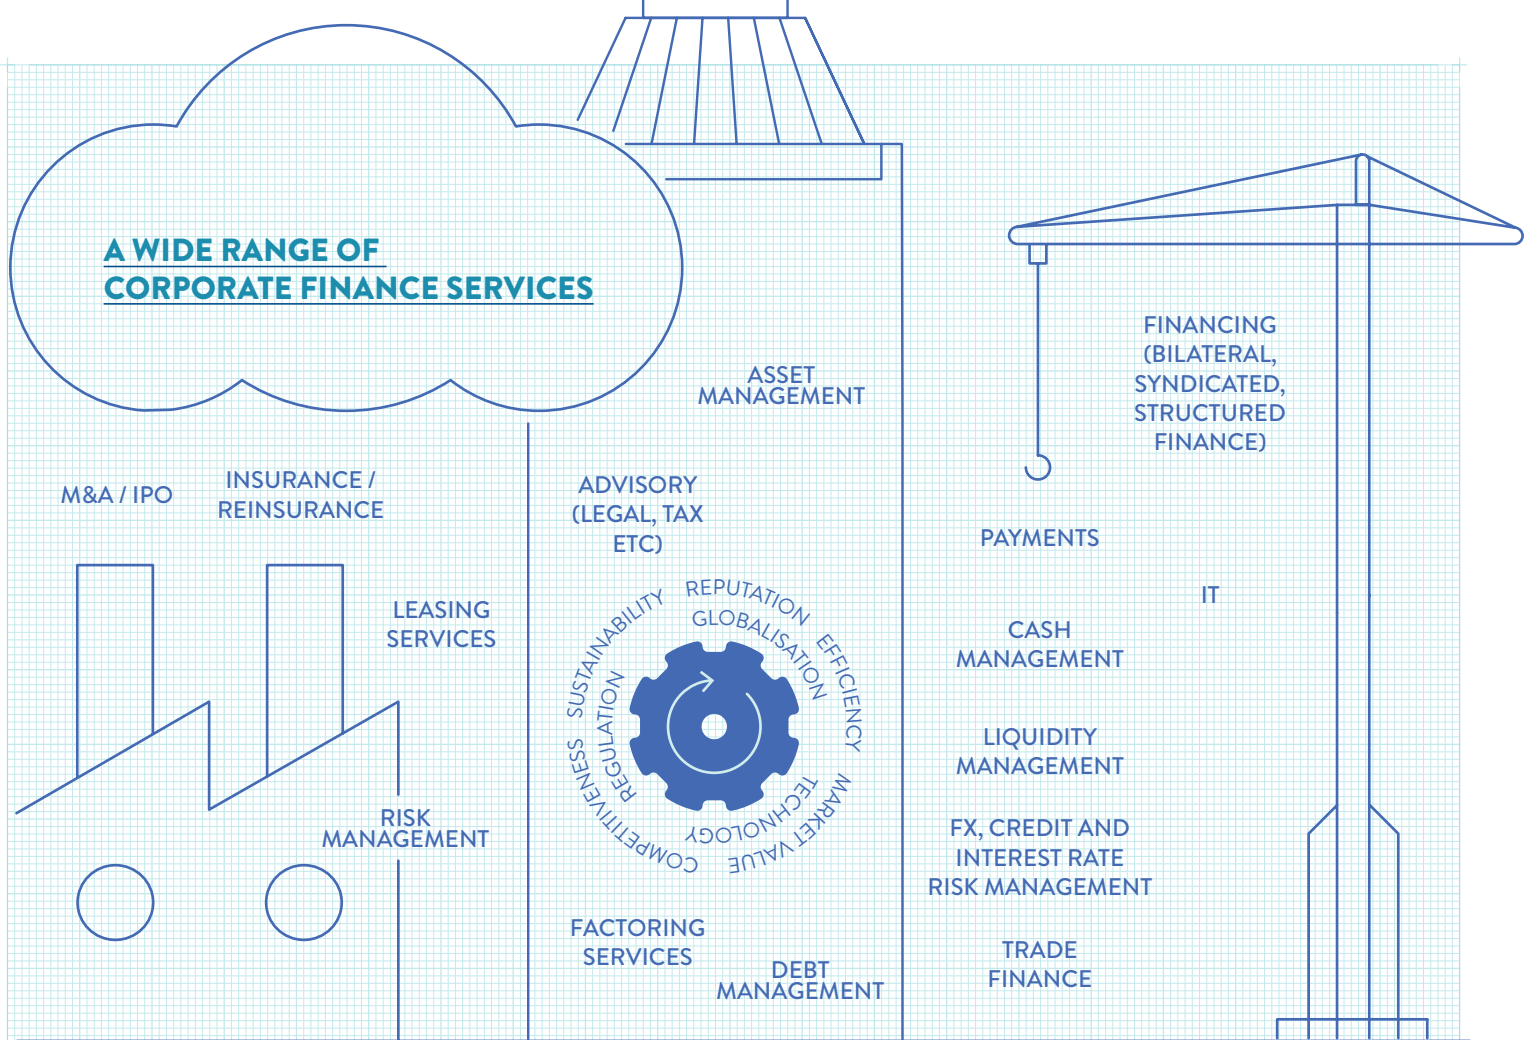 A WIDE RANGE OF
CORPORATE FINANCE SERVICES
M&A / IPO
INSURANCE /
REINSURANCE
LEASING
SERVICES
RISK
MANAGEMENT
ASSET
MANAGEMENT
ADVISORY
(LEGAL, TAX
ETC)
SUSTAINABILITY
REPUTATION
EFFICIENCY
MARKET VALUE
COMPETITIVENESS
GLOBALISATION
TECHNOLOGY
REGULATION
FACTORING
SERVICES
DEBT
MANAGEMENT
FINANCING
(BILATERAL,
SYNDICATED,
STRUCTURED
FINANCE)
PAYMENTS
IT
CASH
MANAGEMENT
LIQUIDITY
MANAGEMENT
FX, CREDIT AND
INTEREST RATE
RISK MANAGEMENT
TRADE
FINANCE